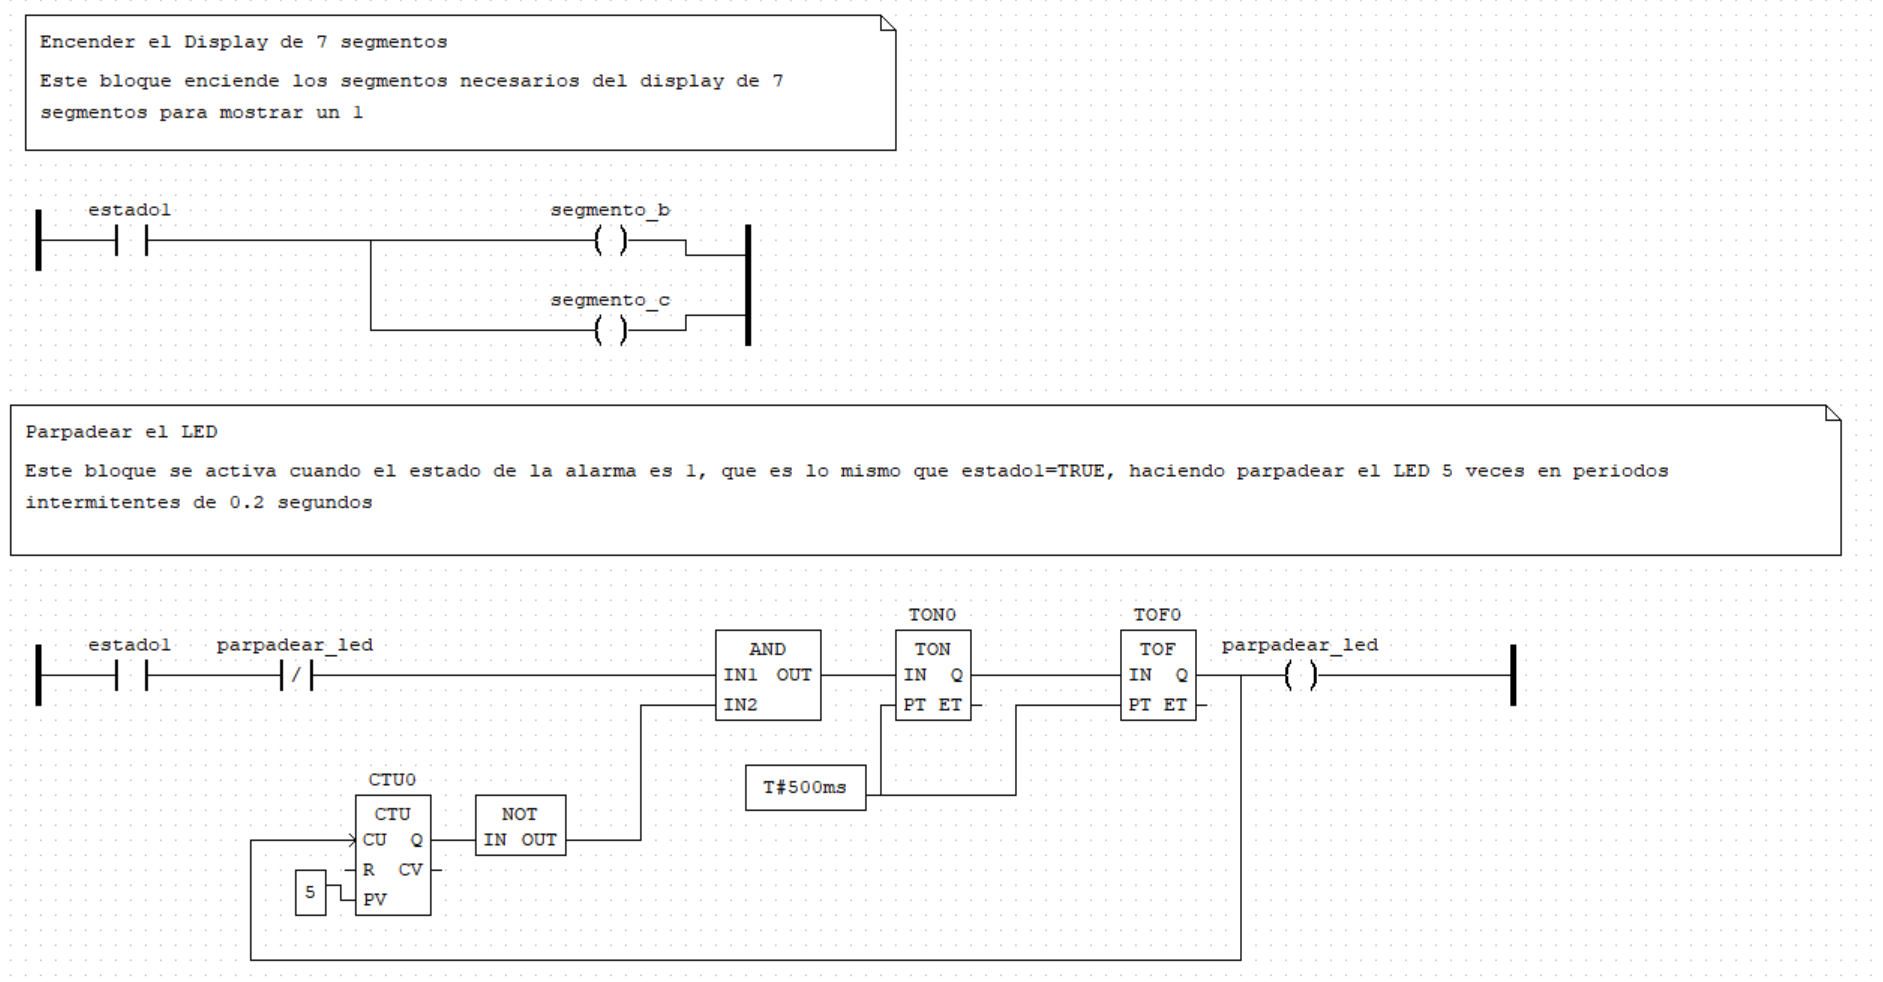 Encender el Display de 7 segmentos
Este bloque enciende los segmentos necesarios del display de 7
segmentos para mostrar un 1
estado1
segmento_b
segmento_c
Parpadear el LED
Este bloque se activa cuando el estado de la alarma es 1, que es lo mismo que estado1=TRUE, haciendo parpadear el LED 5 veces en periodos
intermitentes de 0.2 segundos
TON0
TOF0
estado1
parpadear_led
parpadear_led
AND
IN1 OUT
IN2
TON
IN Q
PT ET
TOF
IN Q
PT ET
T#500ms
CTU0
CTU
CU Q
R CV
PV
NOT
IN OUT
5